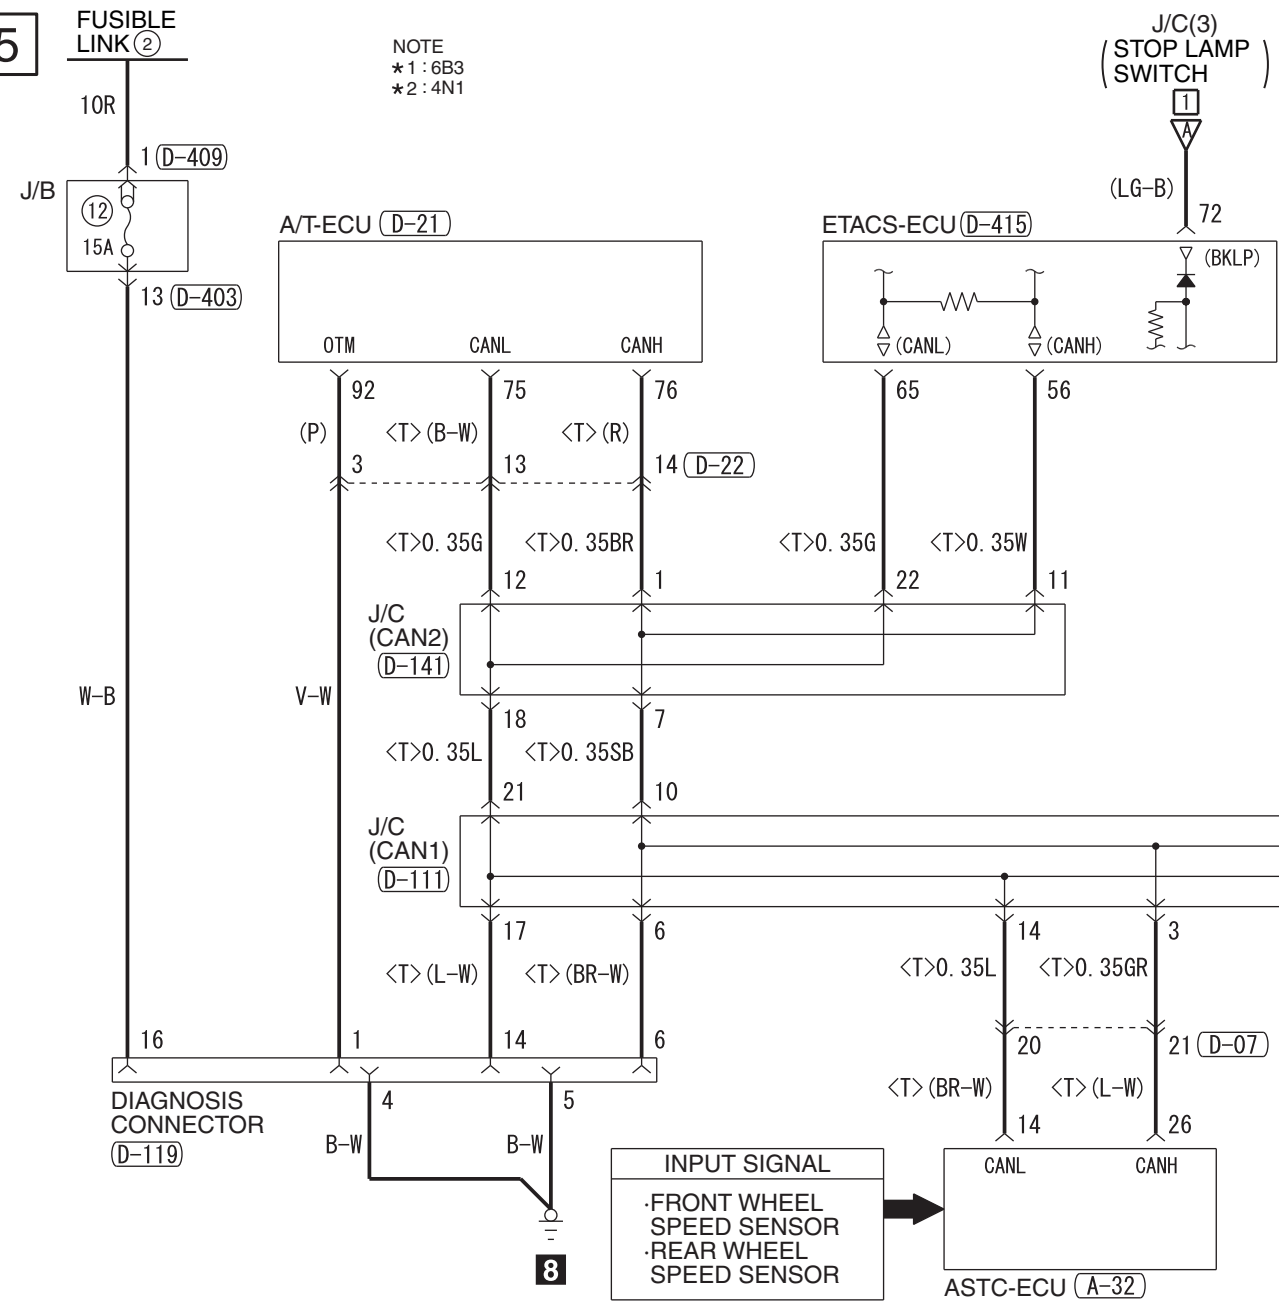 5
FUSIBLE
LINK ②
NOTE
*1 : 6B3
*2 : 4N1
J/C(3)
( STOP LAMP
SWITCH )
1
A
10R
(LG-B)
1 (D-409)
J/B
12
15A
13 (D-403)
A/T-ECU (D-21)
ETACS-ECU (D-415)
72
(BKLP)
OTM
CANL
CANH
(CANL)
(CANH)
92
75
76
65
56
(P)
<T>(B-W)
<T>(R)
3
13
14 (D-22)
<T>0.35G
<T>0.35BR
<T>0.35G
<T>0.35W
12
1
22
11
J/C
(CAN2)
(D-141)
W-B
V-W
18
7
<T>0.35L
<T>0.35SB
21
10
J/C
(CAN1)
(D-111)
17
6
14
3
<T>(L-W)
<T>(BR-W)
<T>0.35L
<T>0.35GR
16
1
14
6
20
21 (D-07)
DIAGNOSIS
CONNECTOR
(D-119)
4
5
B-W
B-W
<T>(BR-W)
<T>(L-W)
14
26
8
INPUT SIGNAL
·FRONT WHEEL
SPEED SENSOR
·REAR WHEEL
SPEED SENSOR
CANL
CANH
ASTC-ECU (A-32)